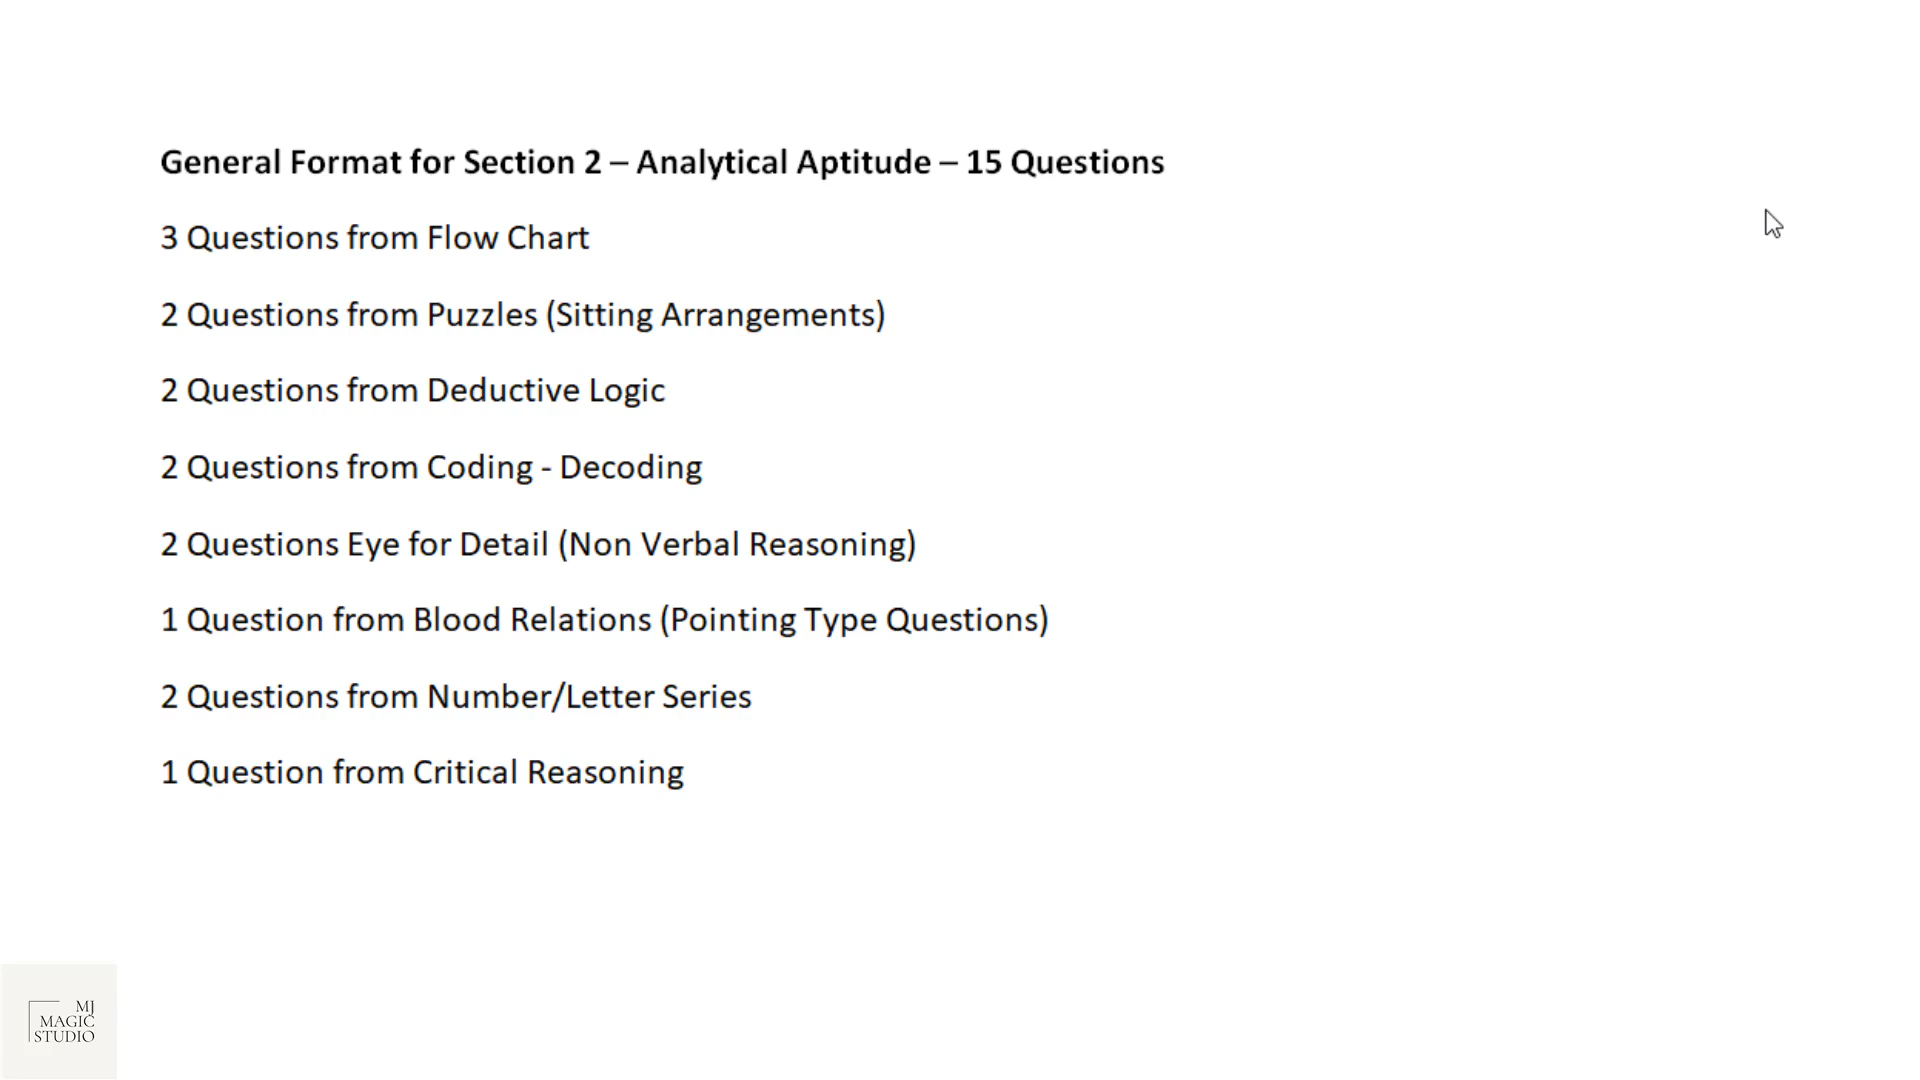 General Format for Section 2 – Analytical Aptitude – 15 Questions
3 Questions from Flow Chart
2 Questions from Puzzles (Sitting Arrangements)
2 Questions from Deductive Logic
2 Questions from Coding - Decoding
2 Questions Eye for Detail (Non Verbal Reasoning)
1 Question from Blood Relations (Pointing Type Questions)
2 Questions from Number/Letter Series
1 Question from Critical Reasoning
MJ
MAGIC
STUDIO